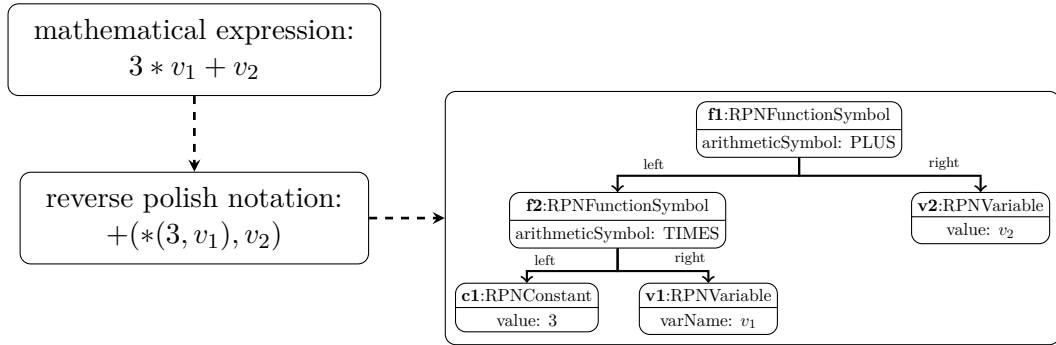 mathematical expression:
3 * v₁ + v₂
reverse polish notation:
+(*(3, v₁), v₂)
f1:RPNFunctionSymbol
arithmeticSymbol: PLUS
left
right
f2:RPNFunctionSymbol
arithmeticSymbol: TIMES
v2:RPNVariable
value: v₂
left
right
c1:RPNConstant
value: 3
v1:RPNVariable
varName: v₁